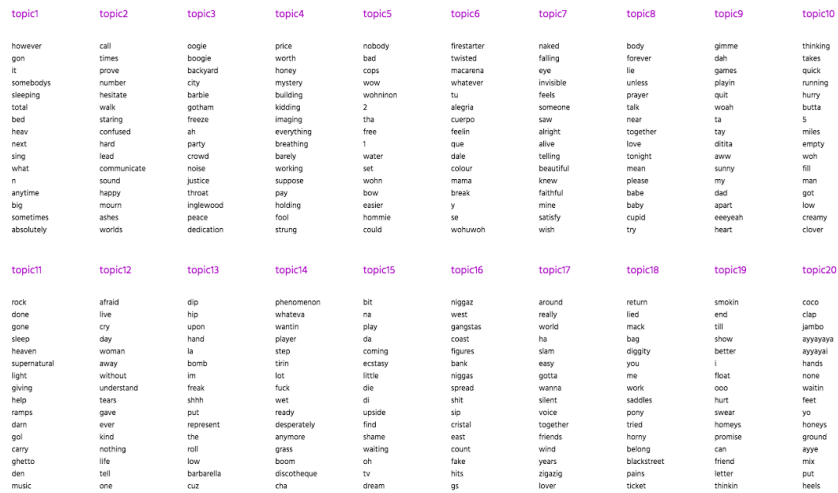 topic1 topic2 topic3 topic4 topic5 topic6 topic7 topic8 topic9 topic10
however call oogie price nobody firestarter naked body gimme thinking
gon times boogie worth bad twisted falling forever dah takes
it prove backyard honey cops macarena eye lie games quick
somebodys number city mystery wow whatever invisible unless playin running
sleeping hesitate barbie building wohninon tu feels prayer quit hurry
total walk gotham kidding 2 alegria someone talk woah butta
bed staring freeze imaging tha cuerpo saw near ta 5
heav confused ah everything free feelin alright together tay miles
next hard party breathing 1 que alive love ditita empty
sing lead crowd barely water dale telling tonight aww woh
what communicate noise working set colour beautiful mean sunny fill
n sound justice suppose wohn mama knew please my man
anytime happy throat pay bow break faithful babe dad got
big mourn inglewood holding easier y mine baby apart low
sometimes ashes peace fool hommie se satisfy cupid eeeyeah creamy
absolutely worlds dedication strung could wohuwoh wish try heart clover
topic11 topic12 topic13 topic14 topic15 topic16 topic17 topic18 topic19 topic20
rock afraid dip phenomenon bit niggaz around return smokin coco
done live hip whateva na west really lied end clap
gone cry upon wantin play gangstas world mack till jambo
sleep day hand player da coast ha bag show ayyayaya
heaven woman la step coming figures slam diggity better ayyayai
supernatural away bomb tirin ecstasy bank easy you i hands
light without im lot little niggas gotta me float none
giving understand freak fuck die spread wanna work ooo waitin
help tears shhh wet di shit silent saddles hurt feet
ramps gave put ready upside sip voice pony swear yo
darn ever represent desperately find cristal together tried homeys honeys
gol kind the anymore shame east friends horny promise ground
carry nothing roll grass waiting count wind belong can ayye
ghetto life low boom oh fake years blackstreet friend mix
den tell barbarella discotheque tv hits zigazig pains letter put
music one cuz cha dream gs lover ticket thinkin heels